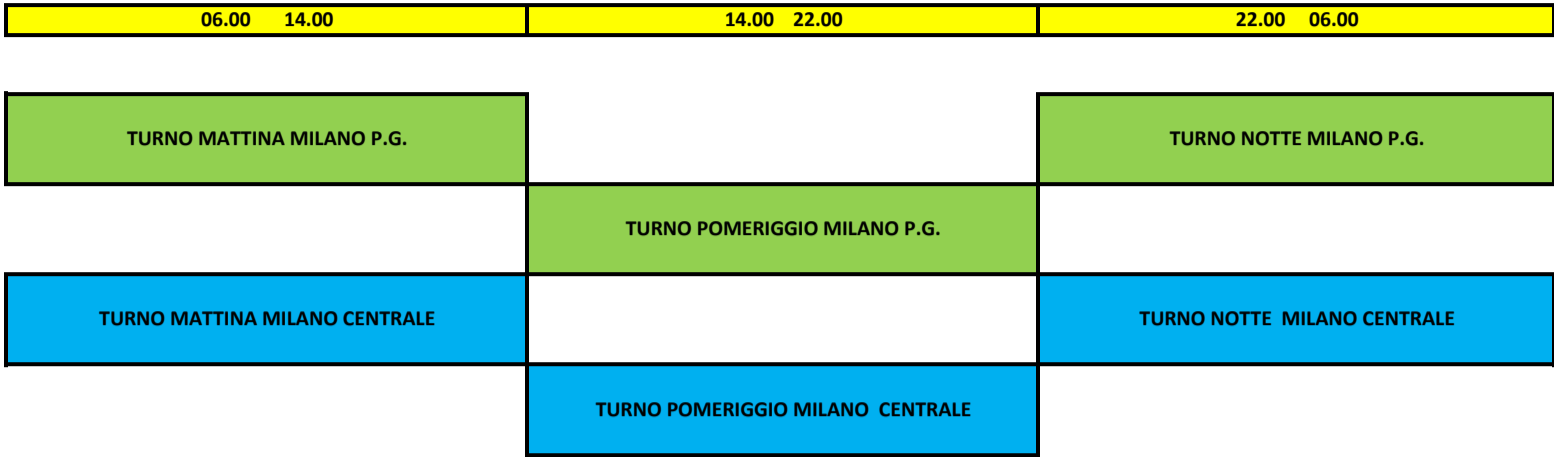 06.00 14.00 14.00 22.00 22.00 06.00
TURNO MATTINA MILANO P.G. TURNO NOTTE MILANO P.G.
TURNO POMERIGGIO MILANO P.G.
TURNO MATTINA MILANO CENTRALE TURNO NOTTE MILANO CENTRALE
TURNO POMERIGGIO MILANO CENTRALE